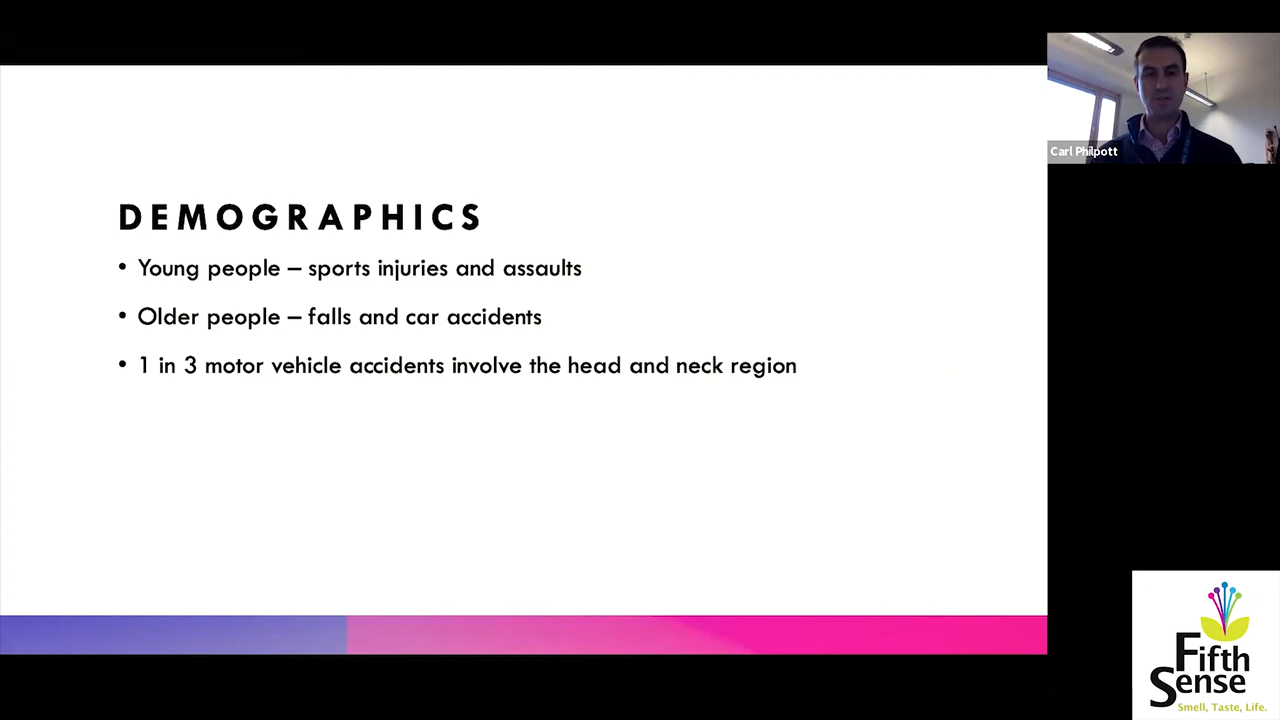 DEMOGRAPHICS
• Young people – sports injuries and assaults
• Older people – falls and car accidents
• 1 in 3 motor vehicle accidents involve the head and neck region
Carl Philpott
Fifth
Sense
Smell, Taste, Life.